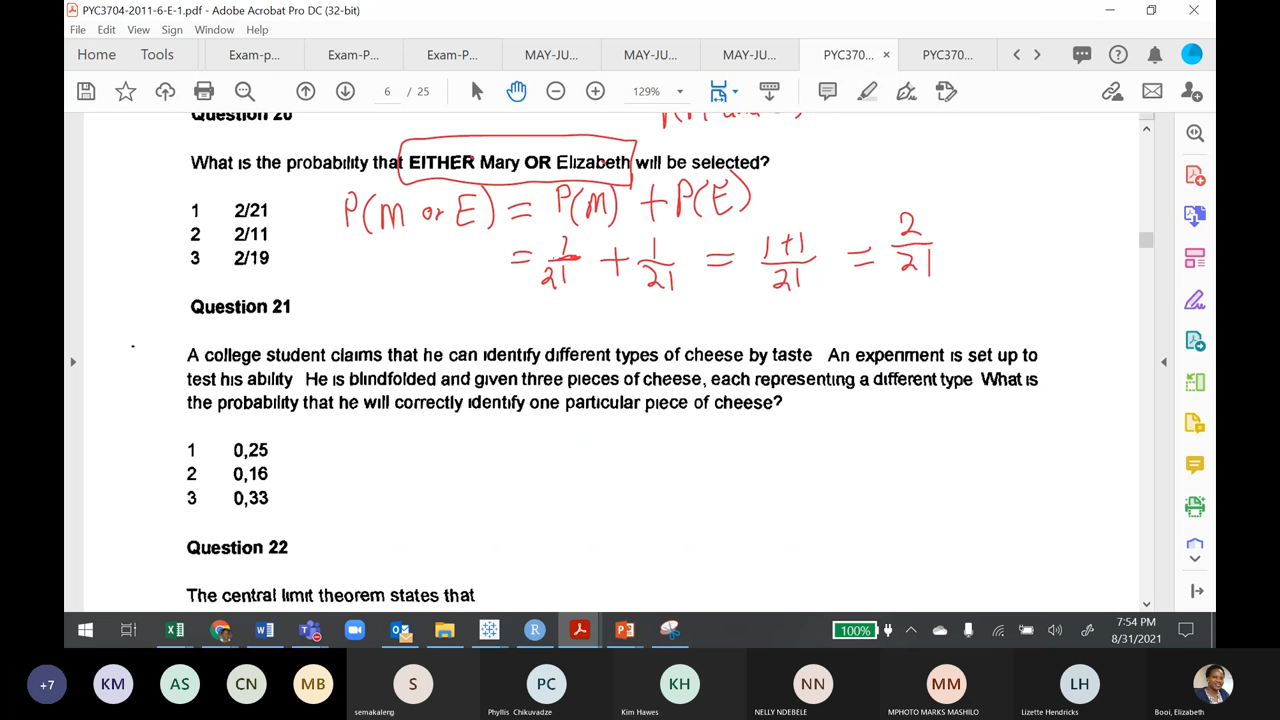 PYC3704-2011-6-E-1.pdf - Adobe Acrobat Pro DC (32-bit)
File Edit View Sign Window Help
Home Tools Exam-p... Exam-P... Exam-P... MAY-JU... MAY-JU... MAY-JU... PYC370... × PYC370...
6 / 25 129%
Question 20
What is the probability that EITHER Mary OR Elizabeth will be selected?
P(M or E) = P(M) + P(E)
1 2/21
2 2/11
3 2/19
= 1/21 + 1/21 = 1+1/21 = 2/21
Question 21
A college student claims that he can identify different types of cheese by taste An experiment is set up to
test his ability He is blindfolded and given three pieces of cheese, each representing a different type What is
the probability that he will correctly identify one particular piece of cheese?
1 0,25
2 0,16
3 0,33
Question 22
The central limit theorem states that
100%
7:54 PM
8/31/2021
+7 KM AS CN MB S PC KH NN MM LH
semakaleng Phyllis Chikuvadze Kim Hawes NELLY NDEBELE MPHOTO MARKS MASHILO Lizette Hendricks Booi, Elizabeth